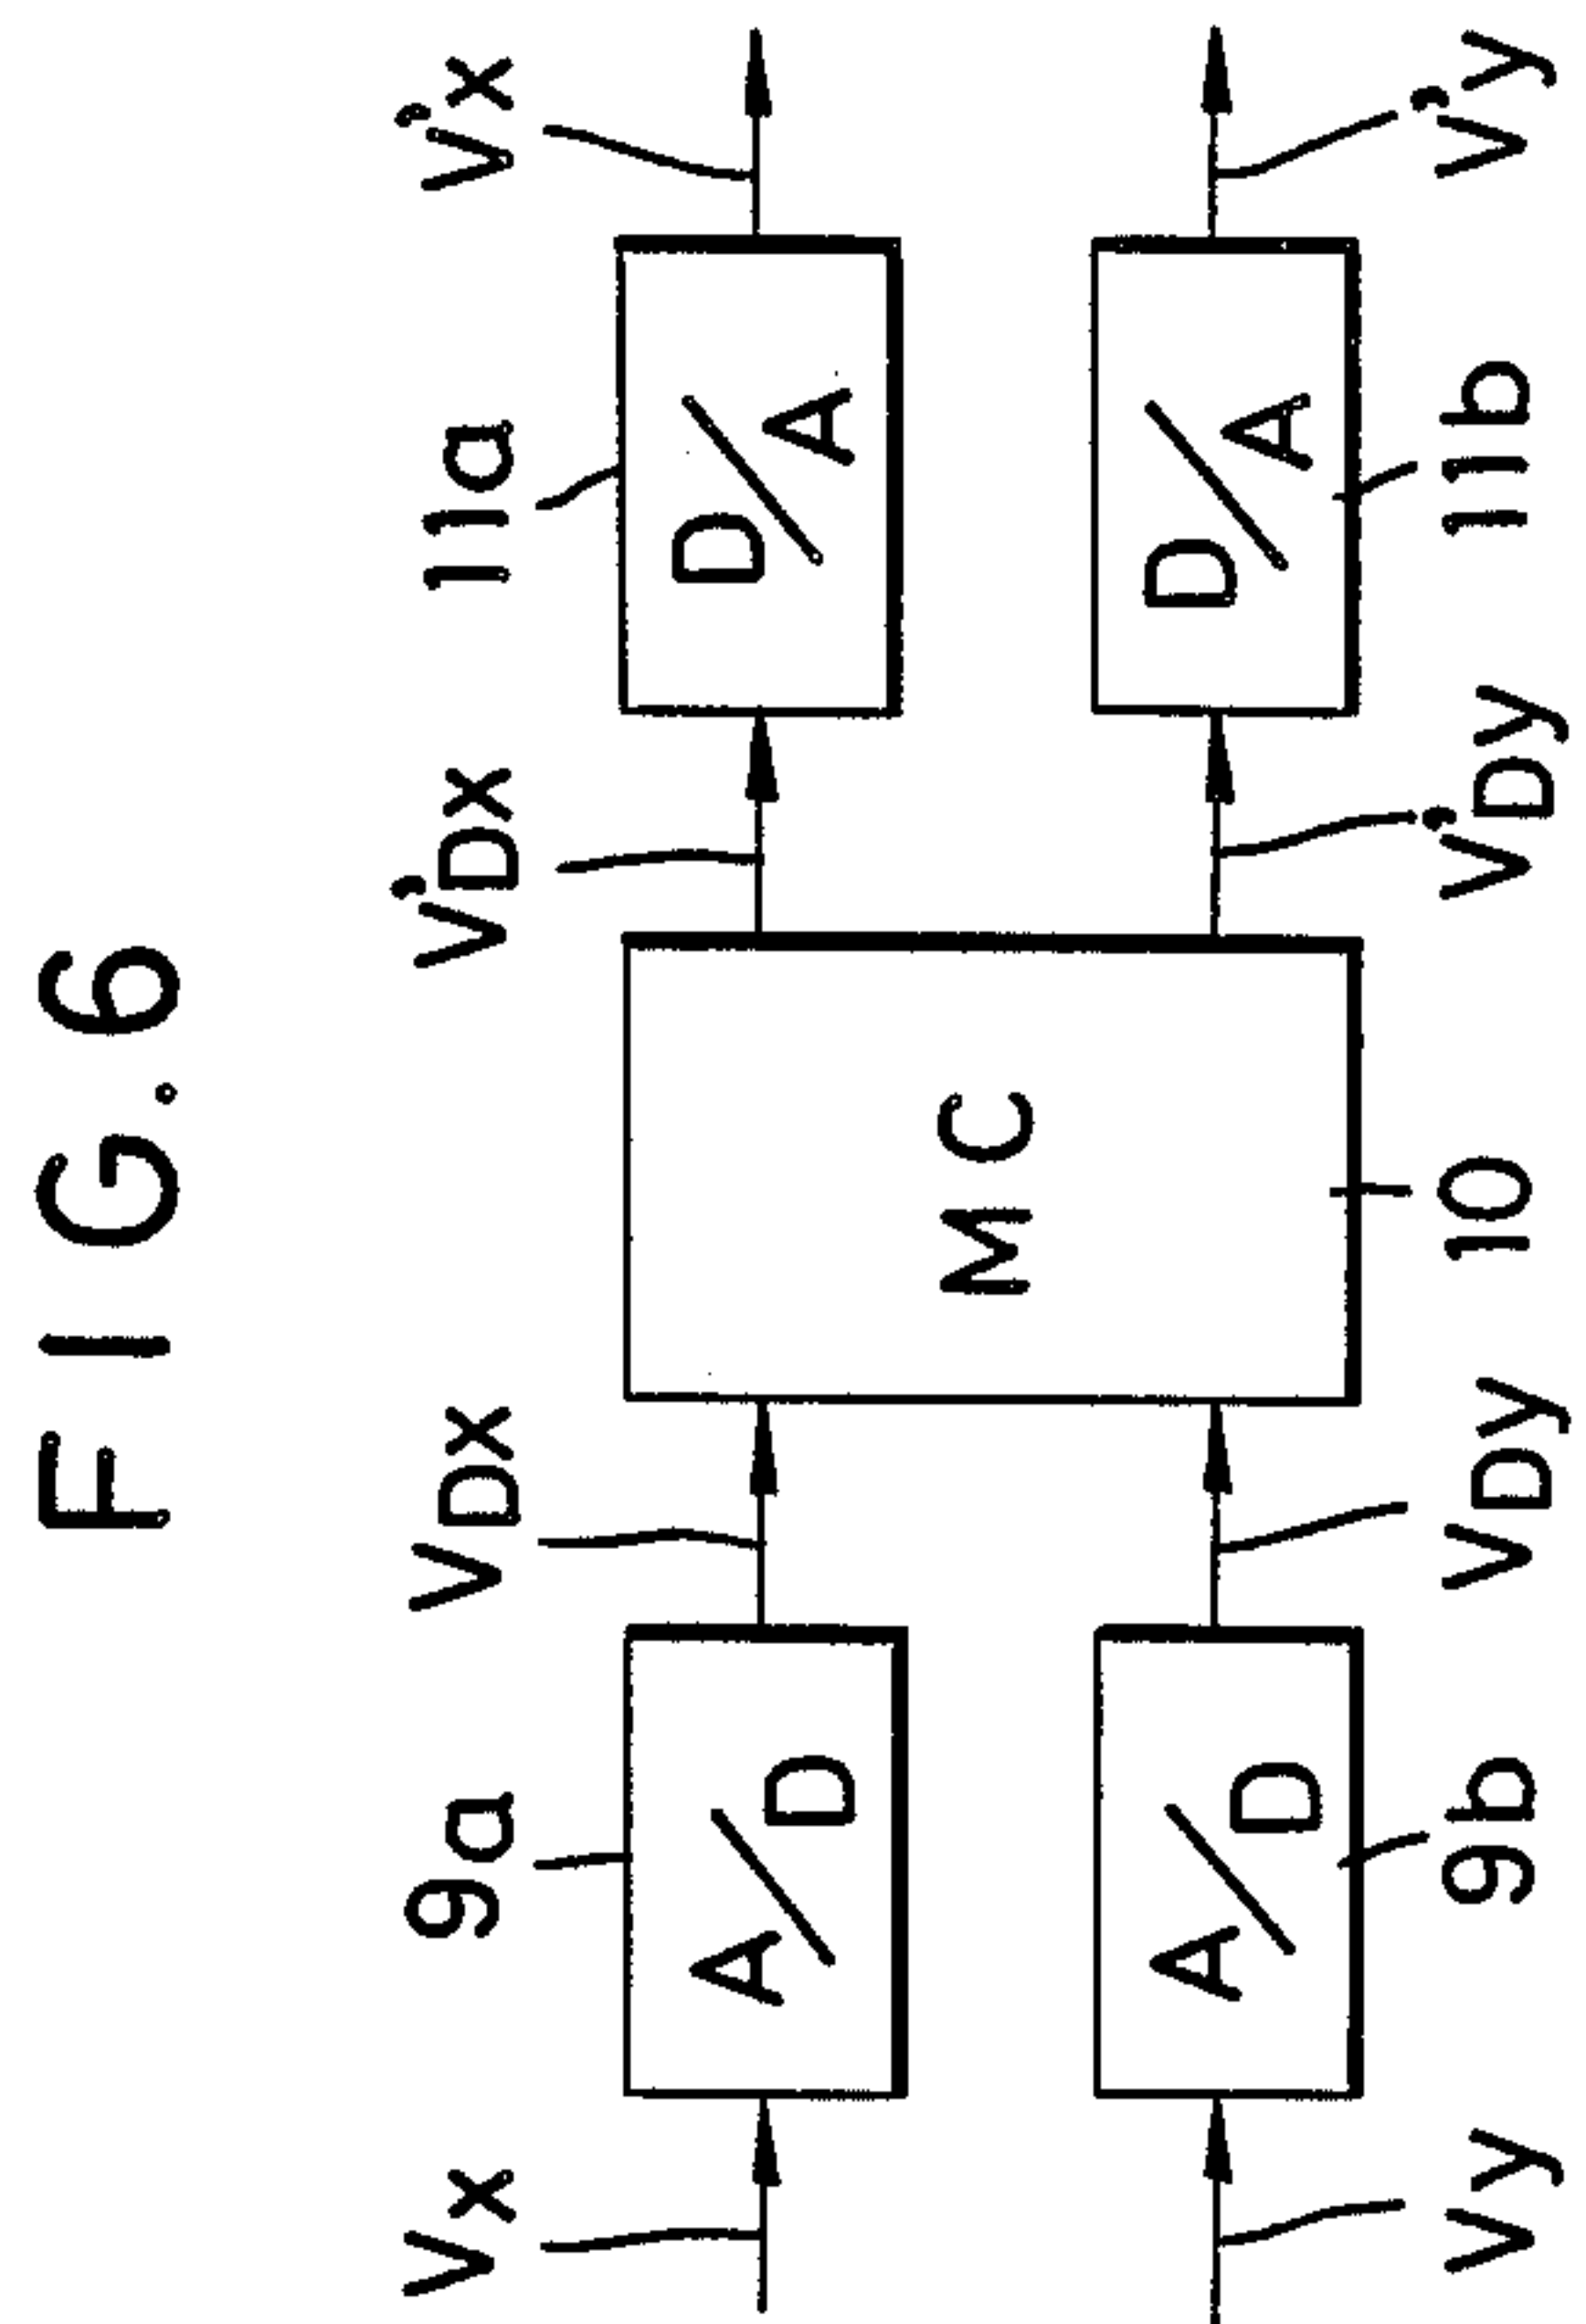 FIG.6
Vx
9a
VDx
V'Dx
11a
V'x
A/D
D/A
MC
A/D
D/A
Vy
9b
VDy
10
V'Dy
11b
V'y